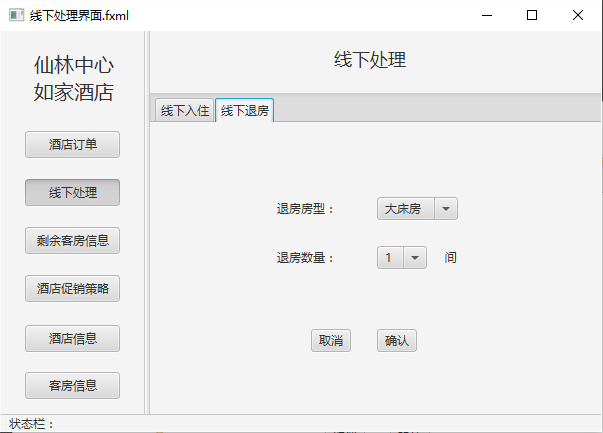 线下处理界面.fxml
仙林中心
如家酒店
酒店订单
线下处理
剩余客房信息
酒店促销策略
酒店信息
客房信息
线下处理
线下入住 线下退房
退房房型： 大床房
退房数量： 1 间
取消 确认
状态栏：